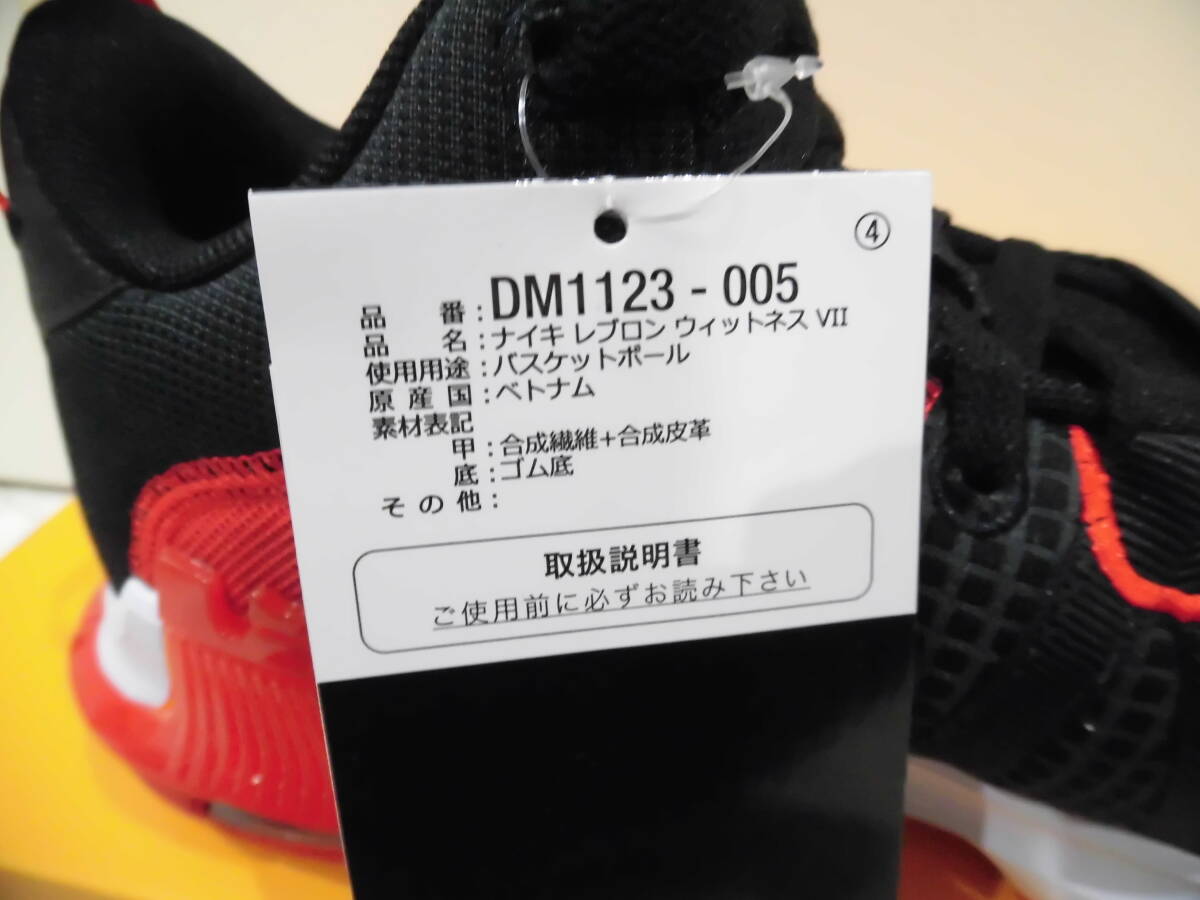 ④
品 番 : DM1123 - 005
品 名 : ナイキ レブロン ウィットネス VII
使用用途 : バスケットボール
原 産 国 : ベトナム
素材表記
甲 : 合成繊維+合成皮革
底 : ゴム底
そ の 他 :
取扱説明書
ご使用前に必ずお読み下さい